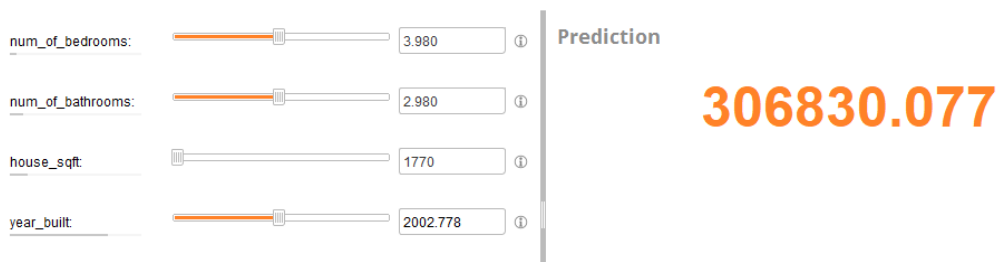 num_of_bedrooms: 3.980
num_of_bathrooms: 2.980
house_sqft: 1770
year_built: 2002.778
Prediction
306830.077